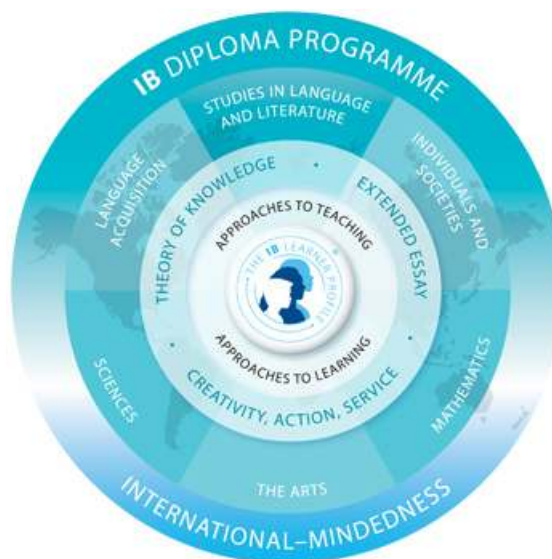 IB DIPLOMA PROGRAMME
STUDIES IN LANGUAGE
AND LITERATURE
LANGUAGE
ACQUISITION
INDIVIDUALS AND
SOCIETIES
THEORY OF KNOWLEDGE
·
EXTENDED ESSAY
APPROACHES TO TEACHING
THE IB LEARNER PROFILE
®
APPROACHES TO LEARNING
·
CREATIVITY, ACTION, SERVICE
·
SCIENCES
MATHEMATICS
THE ARTS
INTERNATIONAL–MINDEDNESS